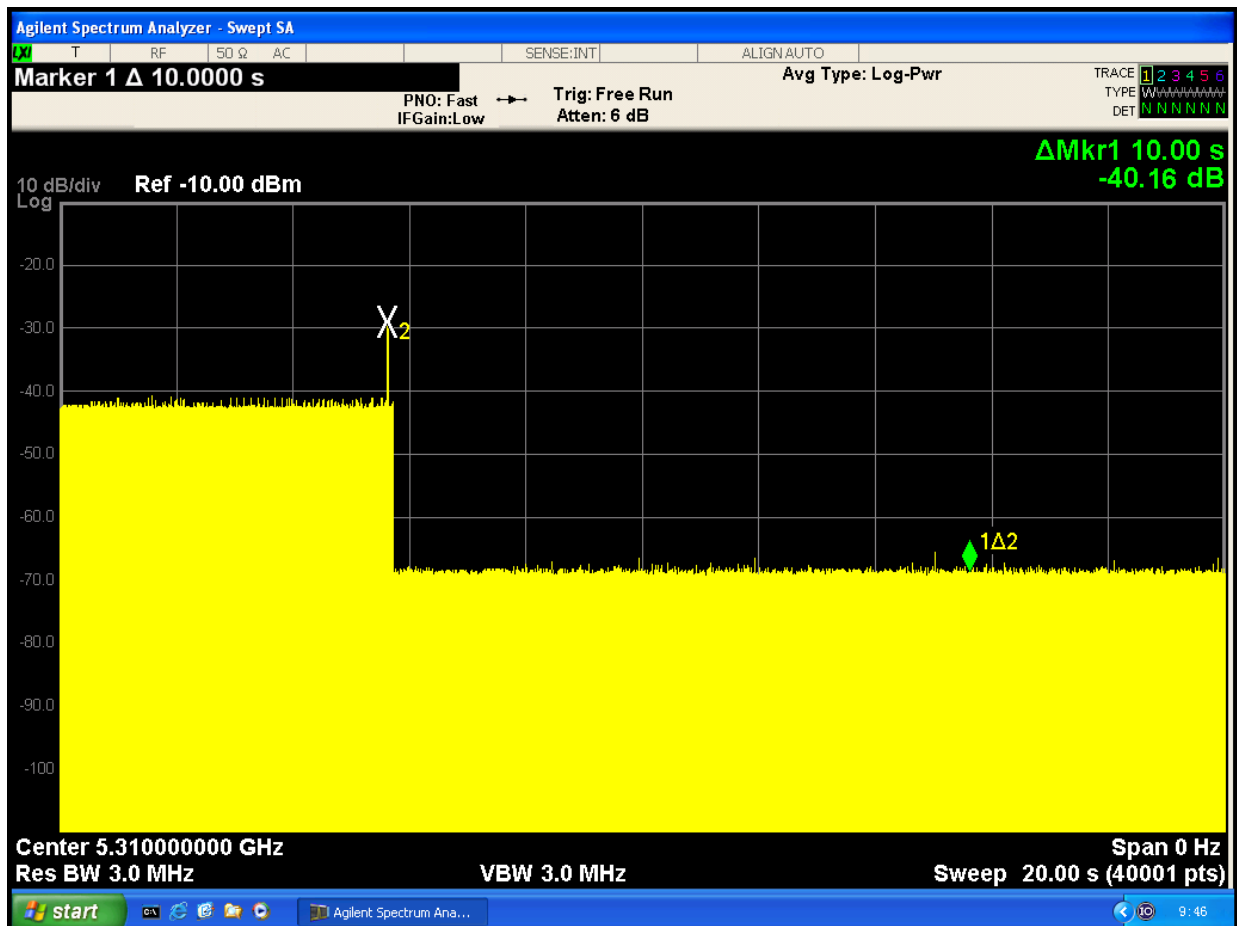 Agilent Spectrum Analyzer - Swept SA
LXI T RF 50 Ω AC SENSE:INT ALIGN AUTO
Marker 1 Δ 10.0000 s
PNO: Fast
IFGain:Low
Trig: Free Run
Atten: 6 dB
Avg Type: Log-Pwr
TRACE 1 2 3 4 5 6
TYPE
DET N N N N N N
ΔMkr1 10.00 s
-40.16 dB
10 dB/div Ref -10.00 dBm
Log
-20.0
-30.0
2
-40.0
-50.0
-60.0
1Δ2
-70.0
-80.0
-90.0
-100
Center 5.310000000 GHz Span 0 Hz
Res BW 3.0 MHz VBW 3.0 MHz Sweep 20.00 s (40001 pts)
start Agilent Spectrum Ana... 9:46